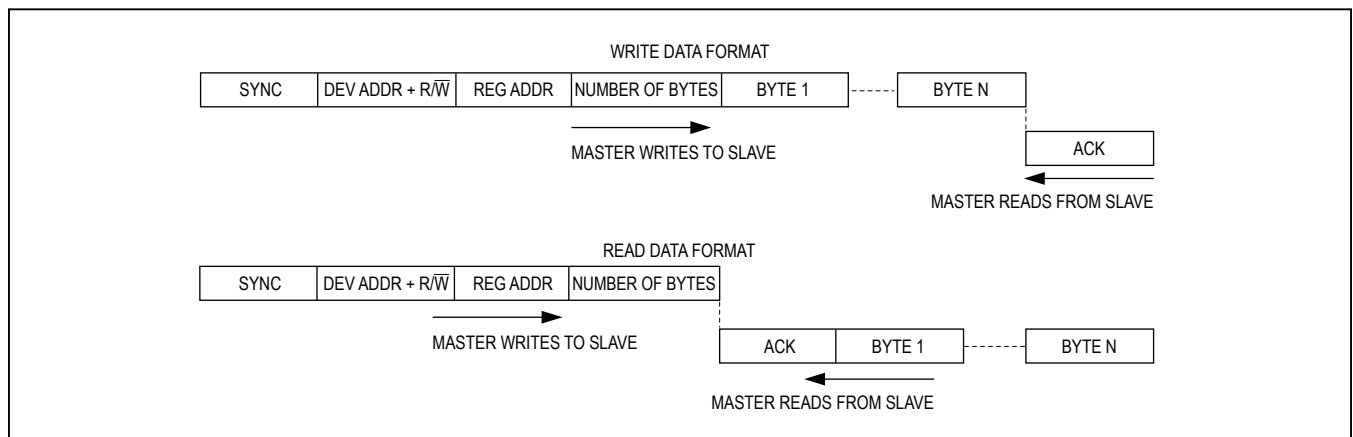 WRITE DATA FORMAT
SYNC DEV ADDR + R/W̅ REG ADDR NUMBER OF BYTES BYTE 1 BYTE N
MASTER WRITES TO SLAVE
ACK
MASTER READS FROM SLAVE
READ DATA FORMAT
SYNC DEV ADDR + R/W̅ REG ADDR NUMBER OF BYTES
MASTER WRITES TO SLAVE
ACK BYTE 1 BYTE N
MASTER READS FROM SLAVE